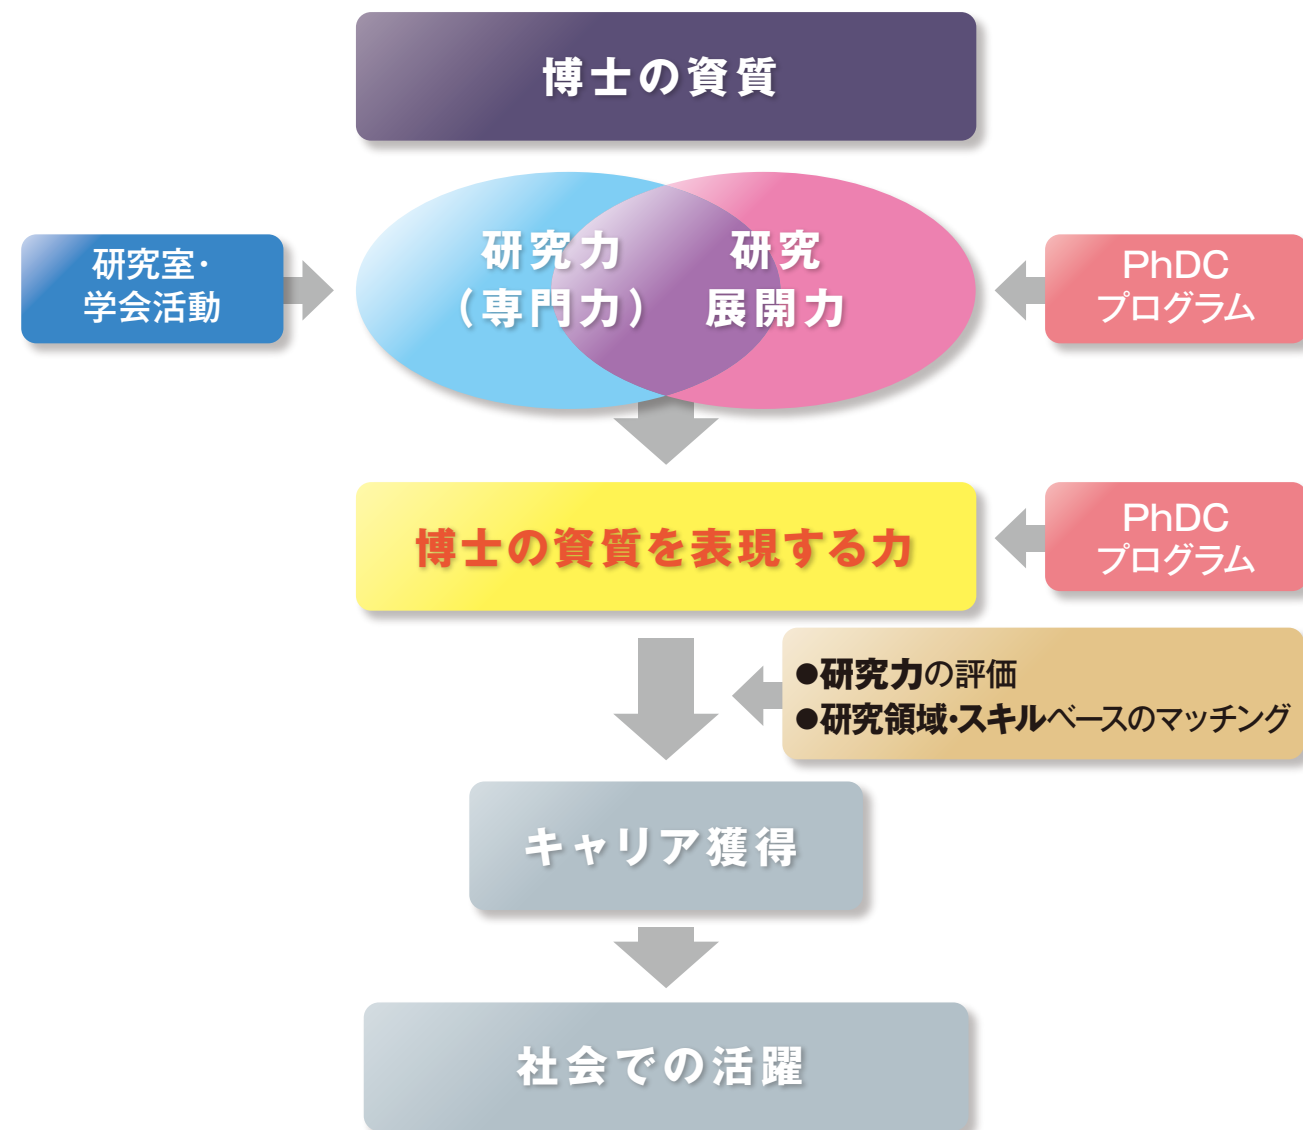 博士の資質
研究室・
学会活動
研究力
（専門力）
研究
展開力
PhDC
プログラム
博士の資質を表現する力
PhDC
プログラム
●研究力の評価
●研究領域・スキルベースのマッチング
キャリア獲得
社会での活躍